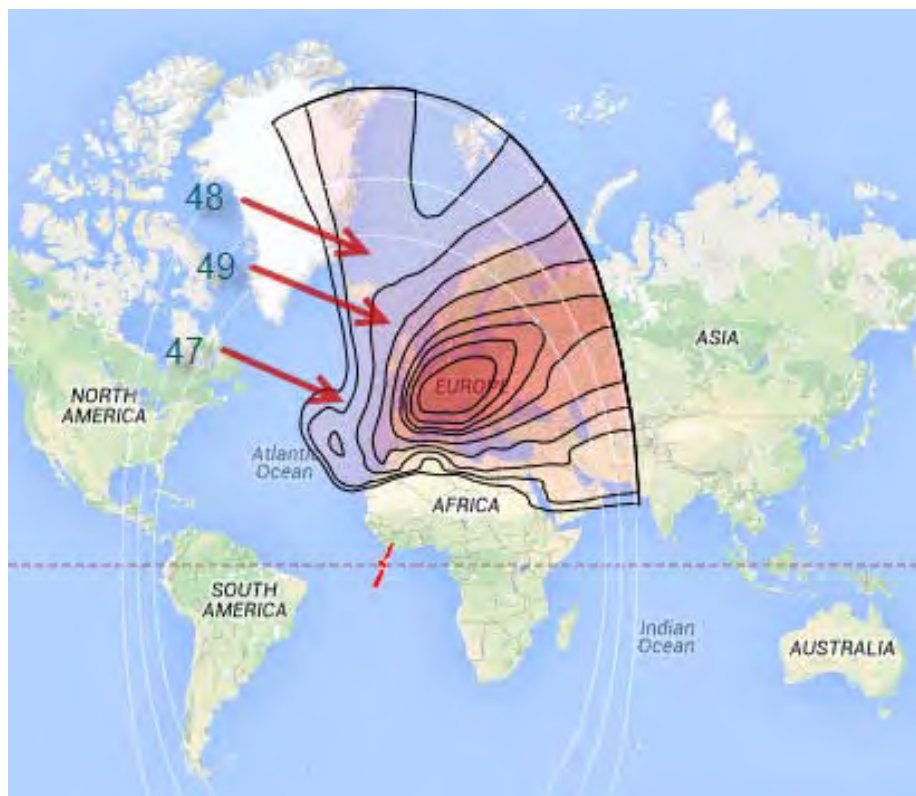 48
49
47
ASIA
NORTH
AMERICA
EUROPE
Atlantic
Ocean
AFRICA
SOUTH
AMERICA
Indian
Ocean
AUSTRALIA